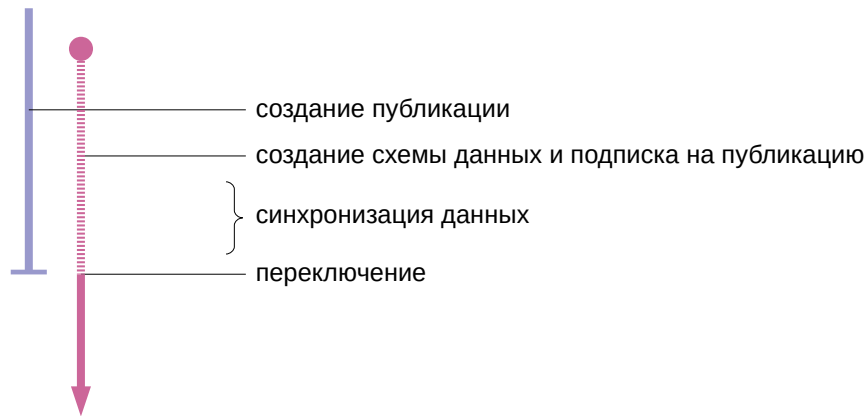 создание публикации
создание схемы данных и подписка на публикацию
синхронизация данных
переключение